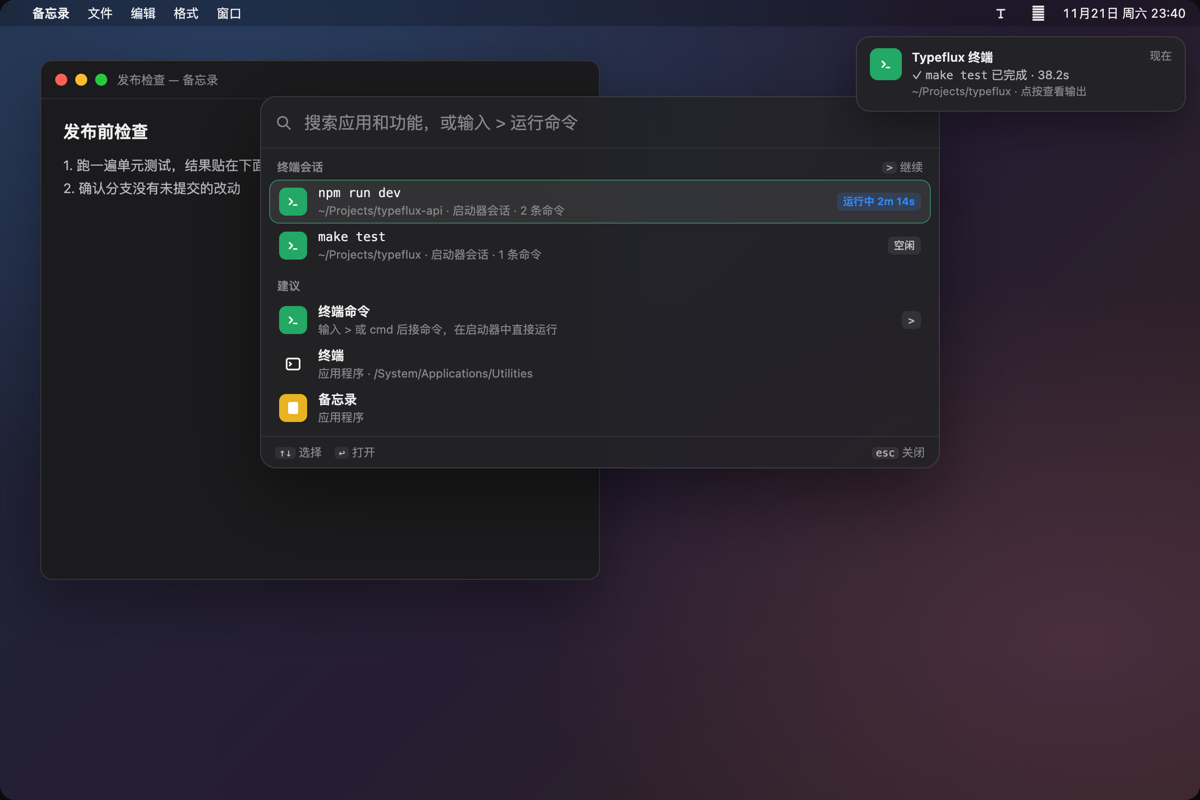 备忘录 文件 编辑 格式 窗口
T 11月21日 周六 23:40
Typeflux 终端 现在
✓ make test 已完成 · 38.2s
~/Projects/typeflux · 点按查看输出
发布检查 — 备忘录
发布前检查
1. 跑一遍单元测试，结果贴在下面
2. 确认分支没有未提交的改动
搜索应用和功能，或输入 > 运行命令
终端会话 > 继续
npm run dev
~/Projects/typeflux-api · 启动器会话 · 2 条命令
运行中 2m 14s
make test
~/Projects/typeflux · 启动器会话 · 1 条命令
空闲
建议
终端命令
输入 > 或 cmd 后接命令，在启动器中直接运行
>
终端
应用程序 · /System/Applications/Utilities
备忘录
应用程序
↑↓ 选择 ↩ 打开 esc 关闭